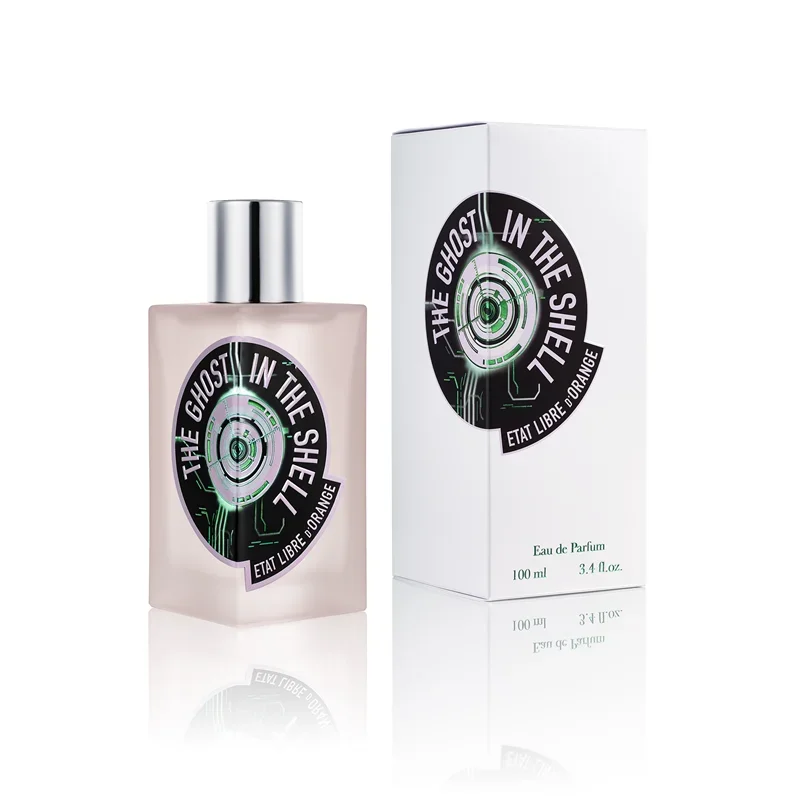 THE GHOST IN THE SHELL
ETAT LIBRE D'ORANGE
THE GHOST IN THE SHELL
ETAT LIBRE D'ORANGE
Eau de Parfum
100 ml 3.4 fl.oz.